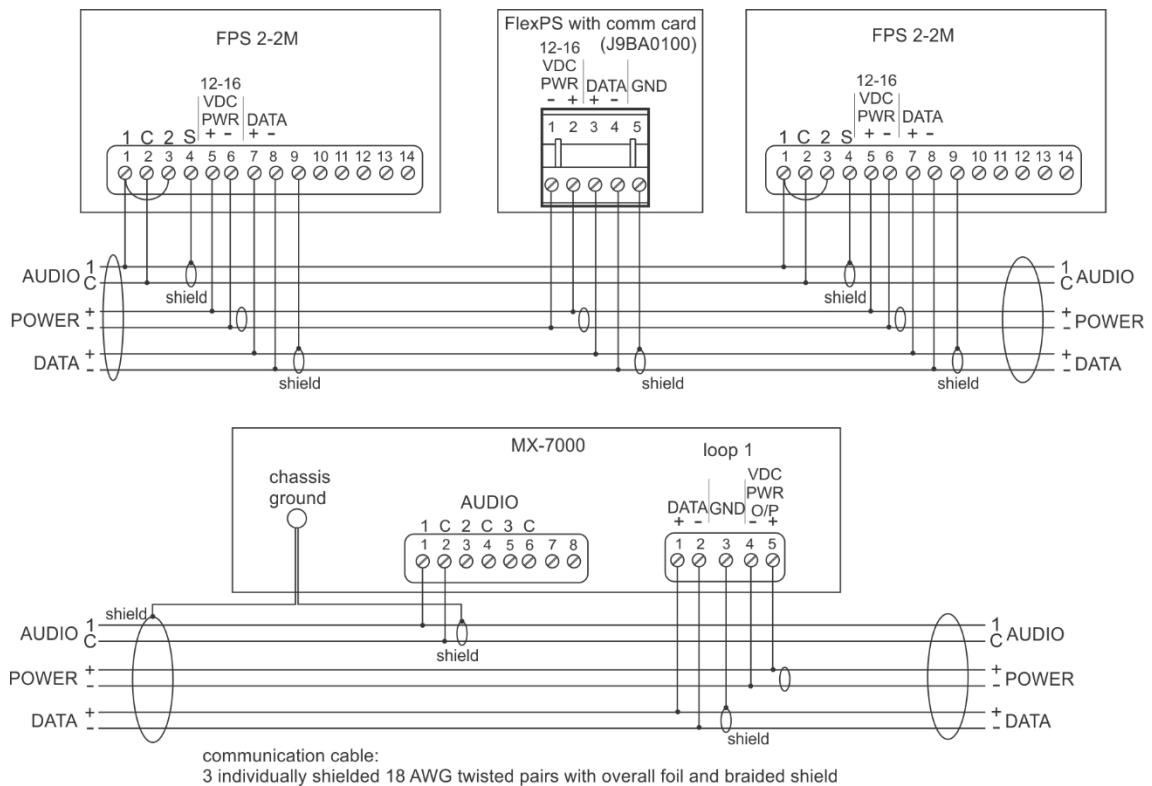 FPS 2-2M
12-16
VDC
PWR DATA
1 C 2 S + - + -
1 2 3 4 5 6 7 8 9 10 11 12 13 14
FlexPS with comm card
(J9BA0100)
12-16
VDC
PWR DATA GND
- + + -
1 2 3 4 5
FPS 2-2M
12-16
VDC
PWR DATA
1 C 2 S + - + -
1 2 3 4 5 6 7 8 9 10 11 12 13 14
AUDIO 1
C
POWER +
-
DATA +
-
shield
shield
shield
shield
shield
1 AUDIO
C
+ POWER
-
+ DATA
-
MX-7000
chassis
ground
AUDIO
1 C 2 C 3 C
1 2 3 4 5 6 7 8
loop 1
VDC
PWR
DATA GND O/P
+ - - +
1 2 3 4 5
shield
AUDIO 1
C
POWER +
-
DATA +
-
shield
shield
1 AUDIO
C
+ POWER
-
+ DATA
-
communication cable:
3 individually shielded 18 AWG twisted pairs with overall foil and braided shield